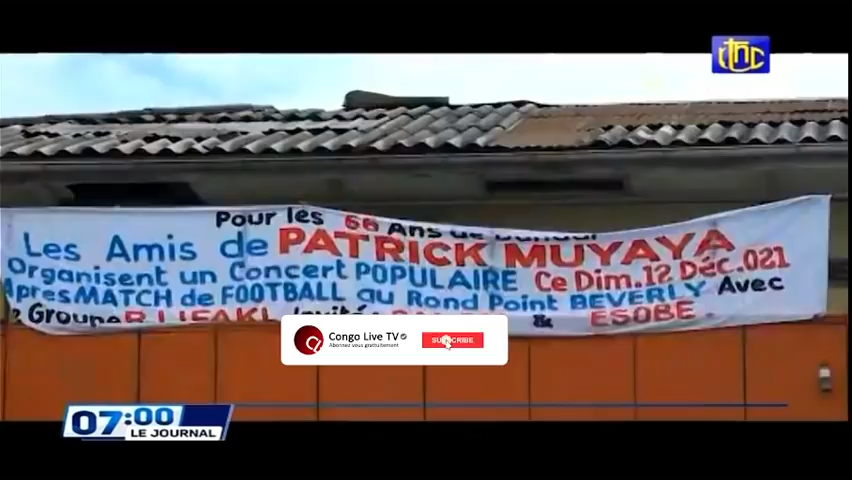 Pour les 66 Ans de
Les Amis de PATRICK MUYAYA
Organisent un Concert POPULAIRE Ce Dim.12 Déc.021
Apres MATCH de FOOTBALL au Rond Point BEVERLY Avec
Groupe & ESOBE
Congo Live TV
Abonnez vous gratuitement
SUBSCRIBE
07:00
LE JOURNAL